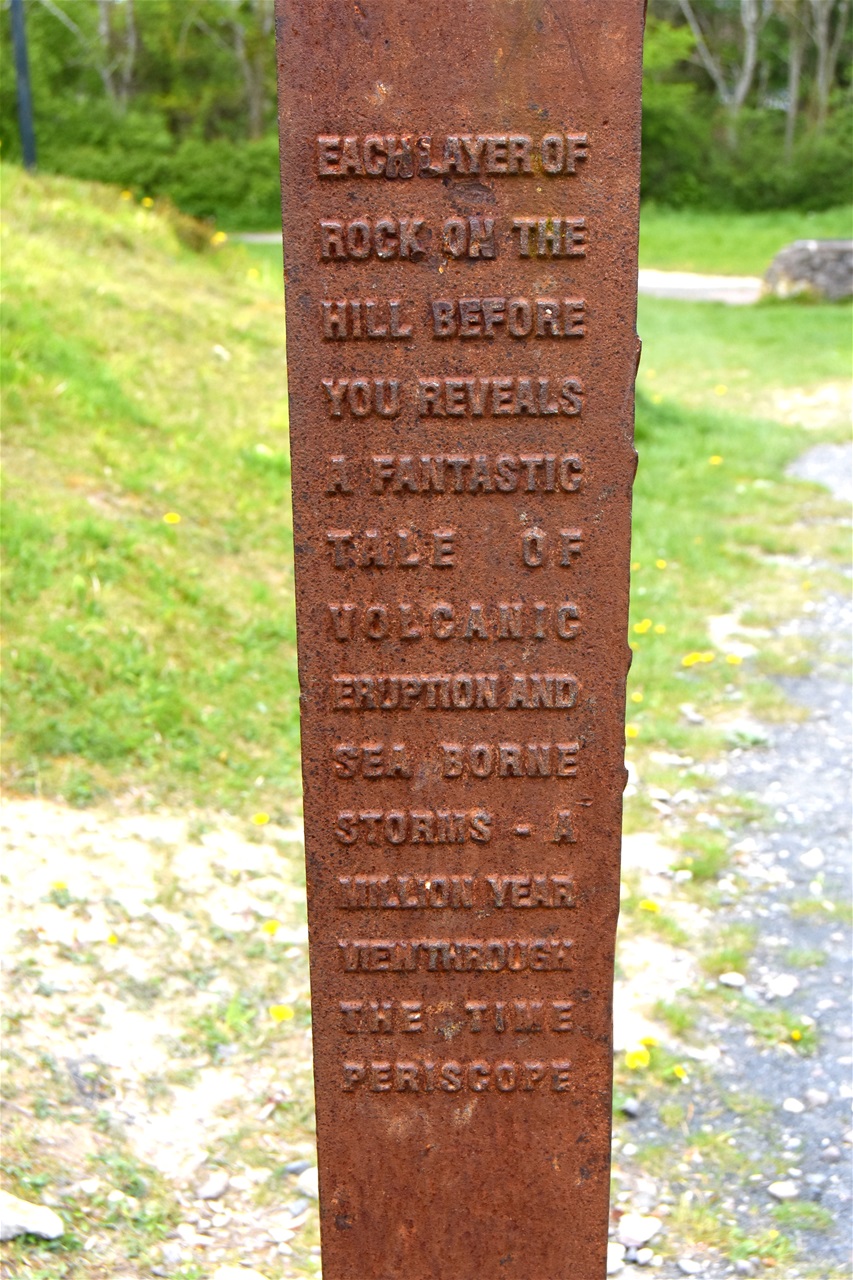 EACH LAYER OF
ROCK ON THE
HILL BEFORE
YOU REVEALS
A FANTASTIC
TALE OF
VOLCANIC
ERUPTION AND
SEA BORNE
STORMS - A
MILLION YEAR
VIEW THROUGH
THE TIME
PERISCOPE